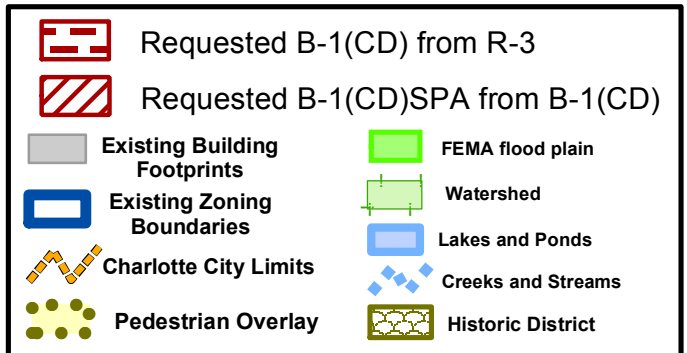 Requested B-1(CD) from R-3
Requested B-1(CD)SPA from B-1(CD)
Existing Building
Footprints
Existing Zoning
Boundaries
Charlotte City Limits
Pedestrian Overlay
FEMA flood plain
Watershed
Lakes and Ponds
Creeks and Streams
Historic District